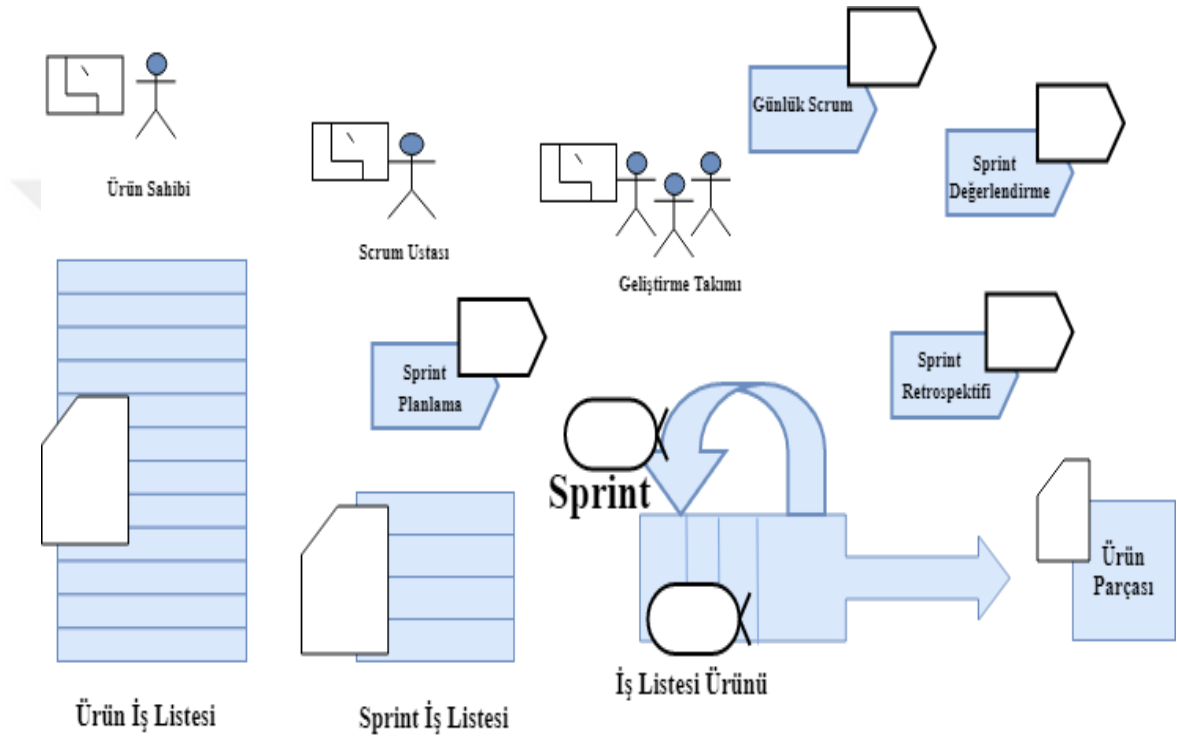 Günlük Scrum
Sprint
Değerlendirme
Ürün Sahibi
Scrum Ustası
Geliştirme Takımı
Sprint
Planlama
Sprint
Retrospektifi
Sprint
Ürün
Parçası
İş Listesi Ürünü
Ürün İş Listesi
Sprint İş Listesi